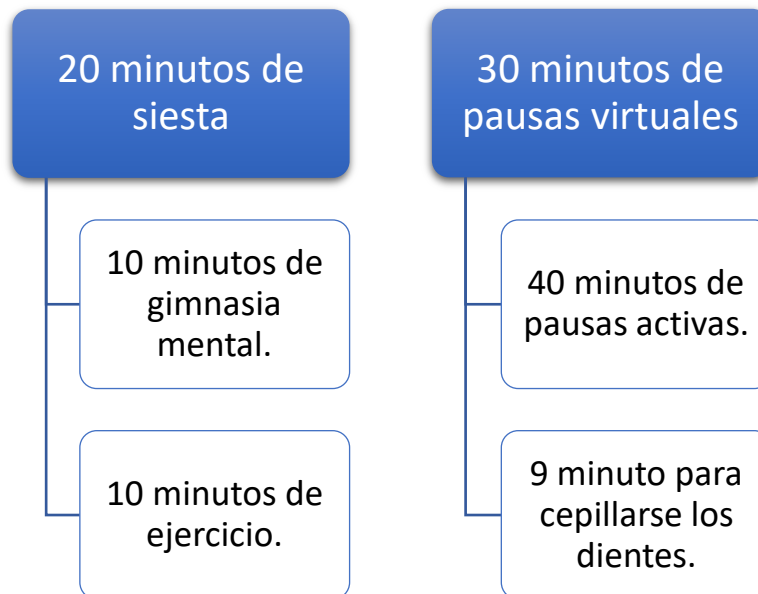 20 minutos de
siesta
10 minutos de
gimnasia
mental.
10 minutos de
ejercicio.
30 minutos de
pausas virtuales
40 minutos de
pausas activas.
9 minuto para
cepillarse los
dientes.